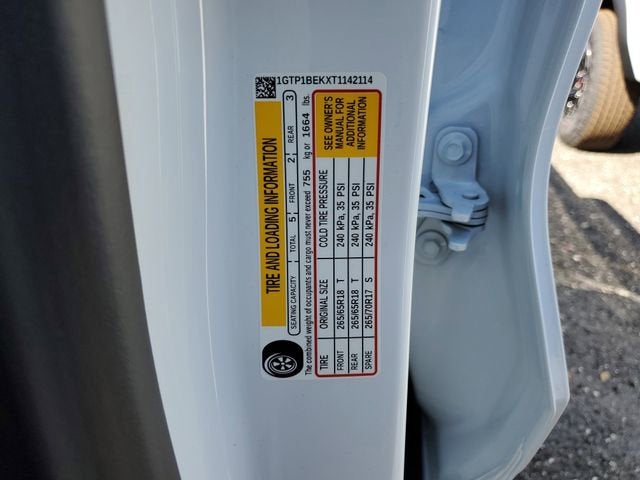 1GTP1BEKXT1142114
TIRE AND LOADING INFORMATION
SEATING CAPACITY TOTAL 5 FRONT 2 REAR 3
The combined weight of occupants and cargo must never exceed 755 kg or 1664 lbs.
TIRE ORIGINAL SIZE COLD TIRE PRESSURE
FRONT 265/65R18 T 240 kPa, 35 PSI
REAR 265/65R18 T 240 kPa, 35 PSI
SPARE 265/70R17 S 240 kPa, 35 PSI
SEE OWNER'S
MANUAL FOR
ADDITIONAL
INFORMATION